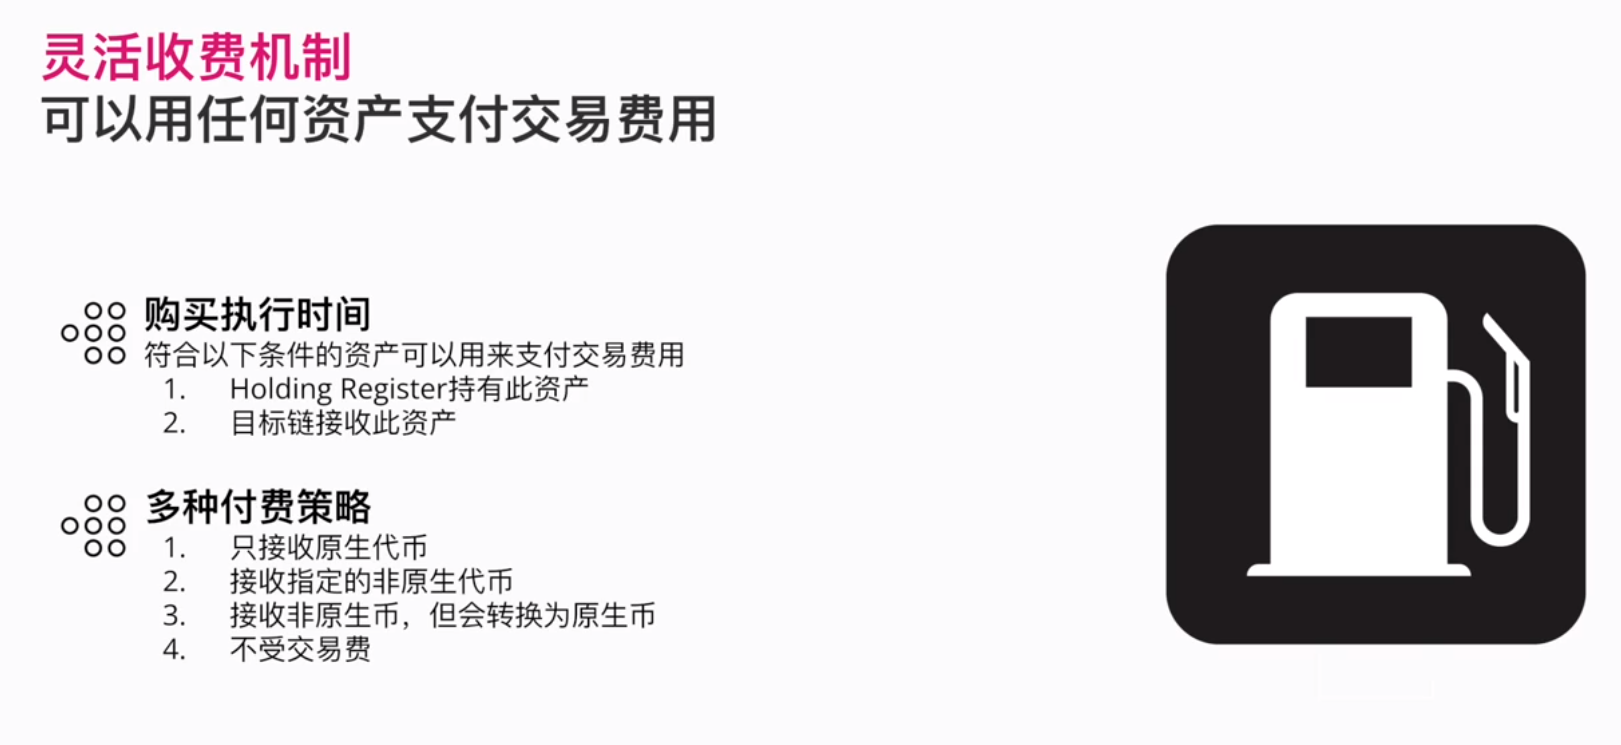 灵活收费机制
可以用任何资产支付交易费用
购买执行时间
符合以下条件的资产可以用来支付交易费用
1. Holding Register持有此资产
2. 目标链接收此资产
多种付费策略
1. 只接收原生代币
2. 接收指定的非原生代币
3. 接收非原生币，但会转换为原生币
4. 不受交易费